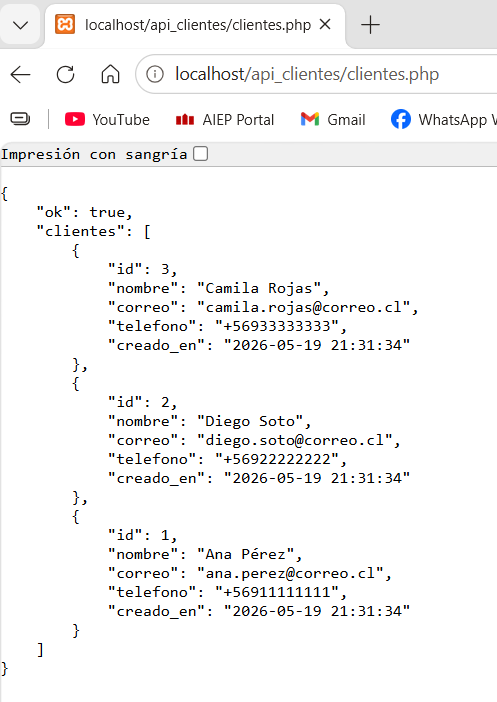 localhost/api_clientes/clientes.php
localhost/api_clientes/clientes.php
YouTube AIEP Portal Gmail WhatsApp
Impresión con sangría
{
    "ok": true,
    "clientes": [
        {
            "id": 3,
            "nombre": "Camila Rojas",
            "correo": "camila.rojas@correo.cl",
            "telefono": "+56933333333",
            "creado_en": "2026-05-19 21:31:34"
        },
        {
            "id": 2,
            "nombre": "Diego Soto",
            "correo": "diego.soto@correo.cl",
            "telefono": "+56922222222",
            "creado_en": "2026-05-19 21:31:34"
        },
        {
            "id": 1,
            "nombre": "Ana Pérez",
            "correo": "ana.perez@correo.cl",
            "telefono": "+56911111111",
            "creado_en": "2026-05-19 21:31:34"
        }
    ]
}